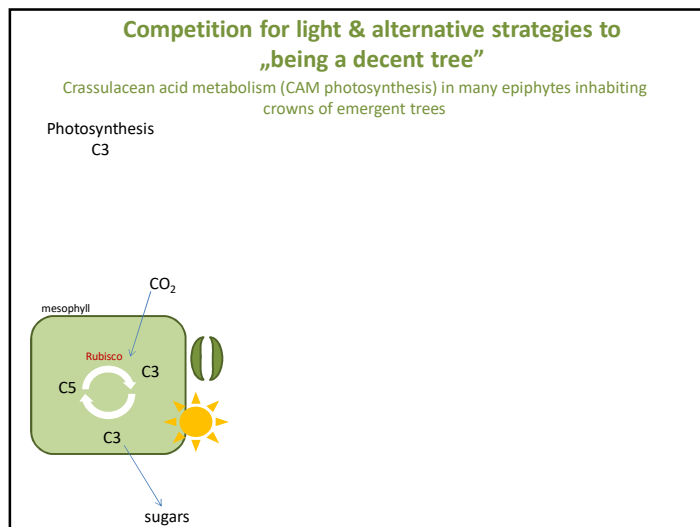 Competition for light & alternative strategies to
„being a decent tree”
Crassulacean acid metabolism (CAM photosynthesis) in many epiphytes inhabiting
crowns of emergent trees
Photosynthesis
C3
CO₂
mesophyll
Rubisco
C3
C5
C3
sugars